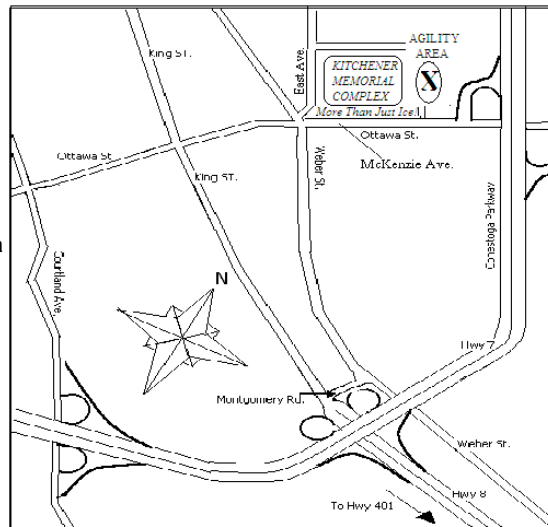 King ST.
East Ave.
AGILITY
AREA
KITCHENER
MEMORIAL
COMPLEX
X
More Than Just Ice!
Ottawa St.
McKenzie Ave.
Ottawa St
King ST.
Weber St.
Conestoga Parkway
Courtland Ave.
N
Hwy 7
Montgomery Rd.
Weber St.
Hwy 8
To Hwy 401